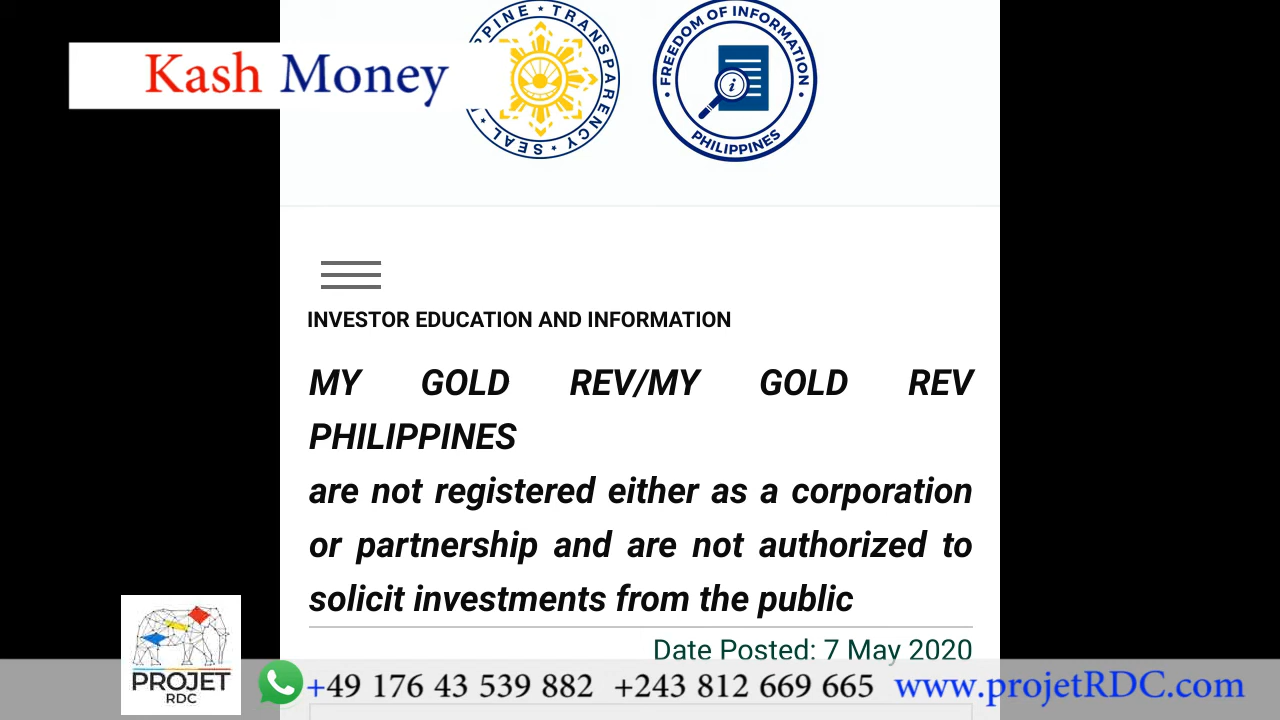 Kash Money
PPINE ★ TRANSPARENCY ★ SEAL ★
• FREEDOM OF INFORMATION •
PHILIPPINES
INVESTOR EDUCATION AND INFORMATION
MY GOLD REV/MY GOLD REV
PHILIPPINES
are not registered either as a corporation
or partnership and are not authorized to
solicit investments from the public
Date Posted: 7 May 2020
PROJET
RDC
+49 176 43 539 882 +243 812 669 665 www.projetRDC.com